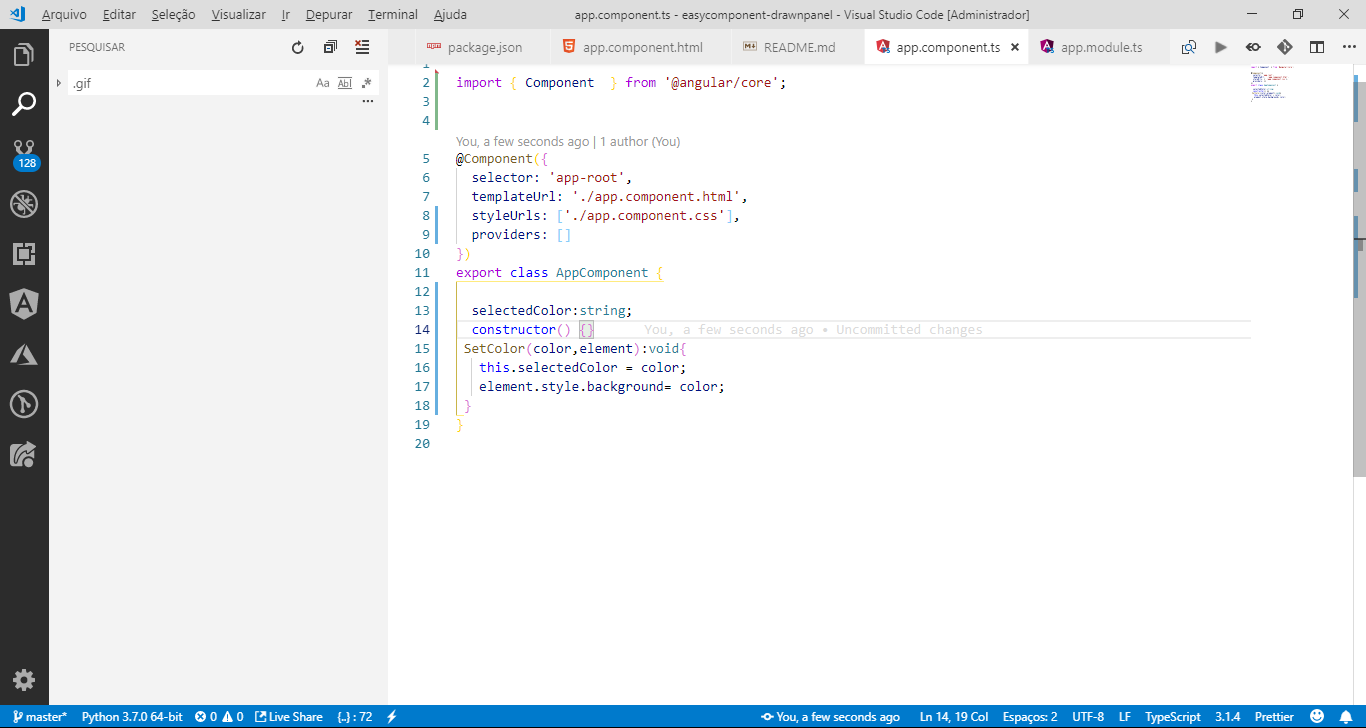 Arquivo Editar Seleção Visualizar Ir Depurar Terminal Ajuda app.component.ts - easycomponent-drawnpanel - Visual Studio Code [Administrador]
PESQUISAR
package.json app.component.html README.md app.component.ts app.module.ts
.gif Aa Abl .*
128
1
2 import { Component } from '@angular/core';
3
4
You, a few seconds ago | 1 author (You)
5 @Component({
6 selector: 'app-root',
7 templateUrl: './app.component.html',
8 styleUrls: ['./app.component.css'],
9 providers: []
10 })
11 export class AppComponent {
12
13 selectedColor:string;
14 constructor() {} You, a few seconds ago • Uncommitted changes
15 SetColor(color,element):void{
16 this.selectedColor = color;
17 element.style.background= color;
18 }
19 }
20
master* Python 3.7.0 64-bit 0 0 Live Share {..} : 72 You, a few seconds ago Ln 14, 19 Col Espaços: 2 UTF-8 LF TypeScript 3.1.4 Prettier